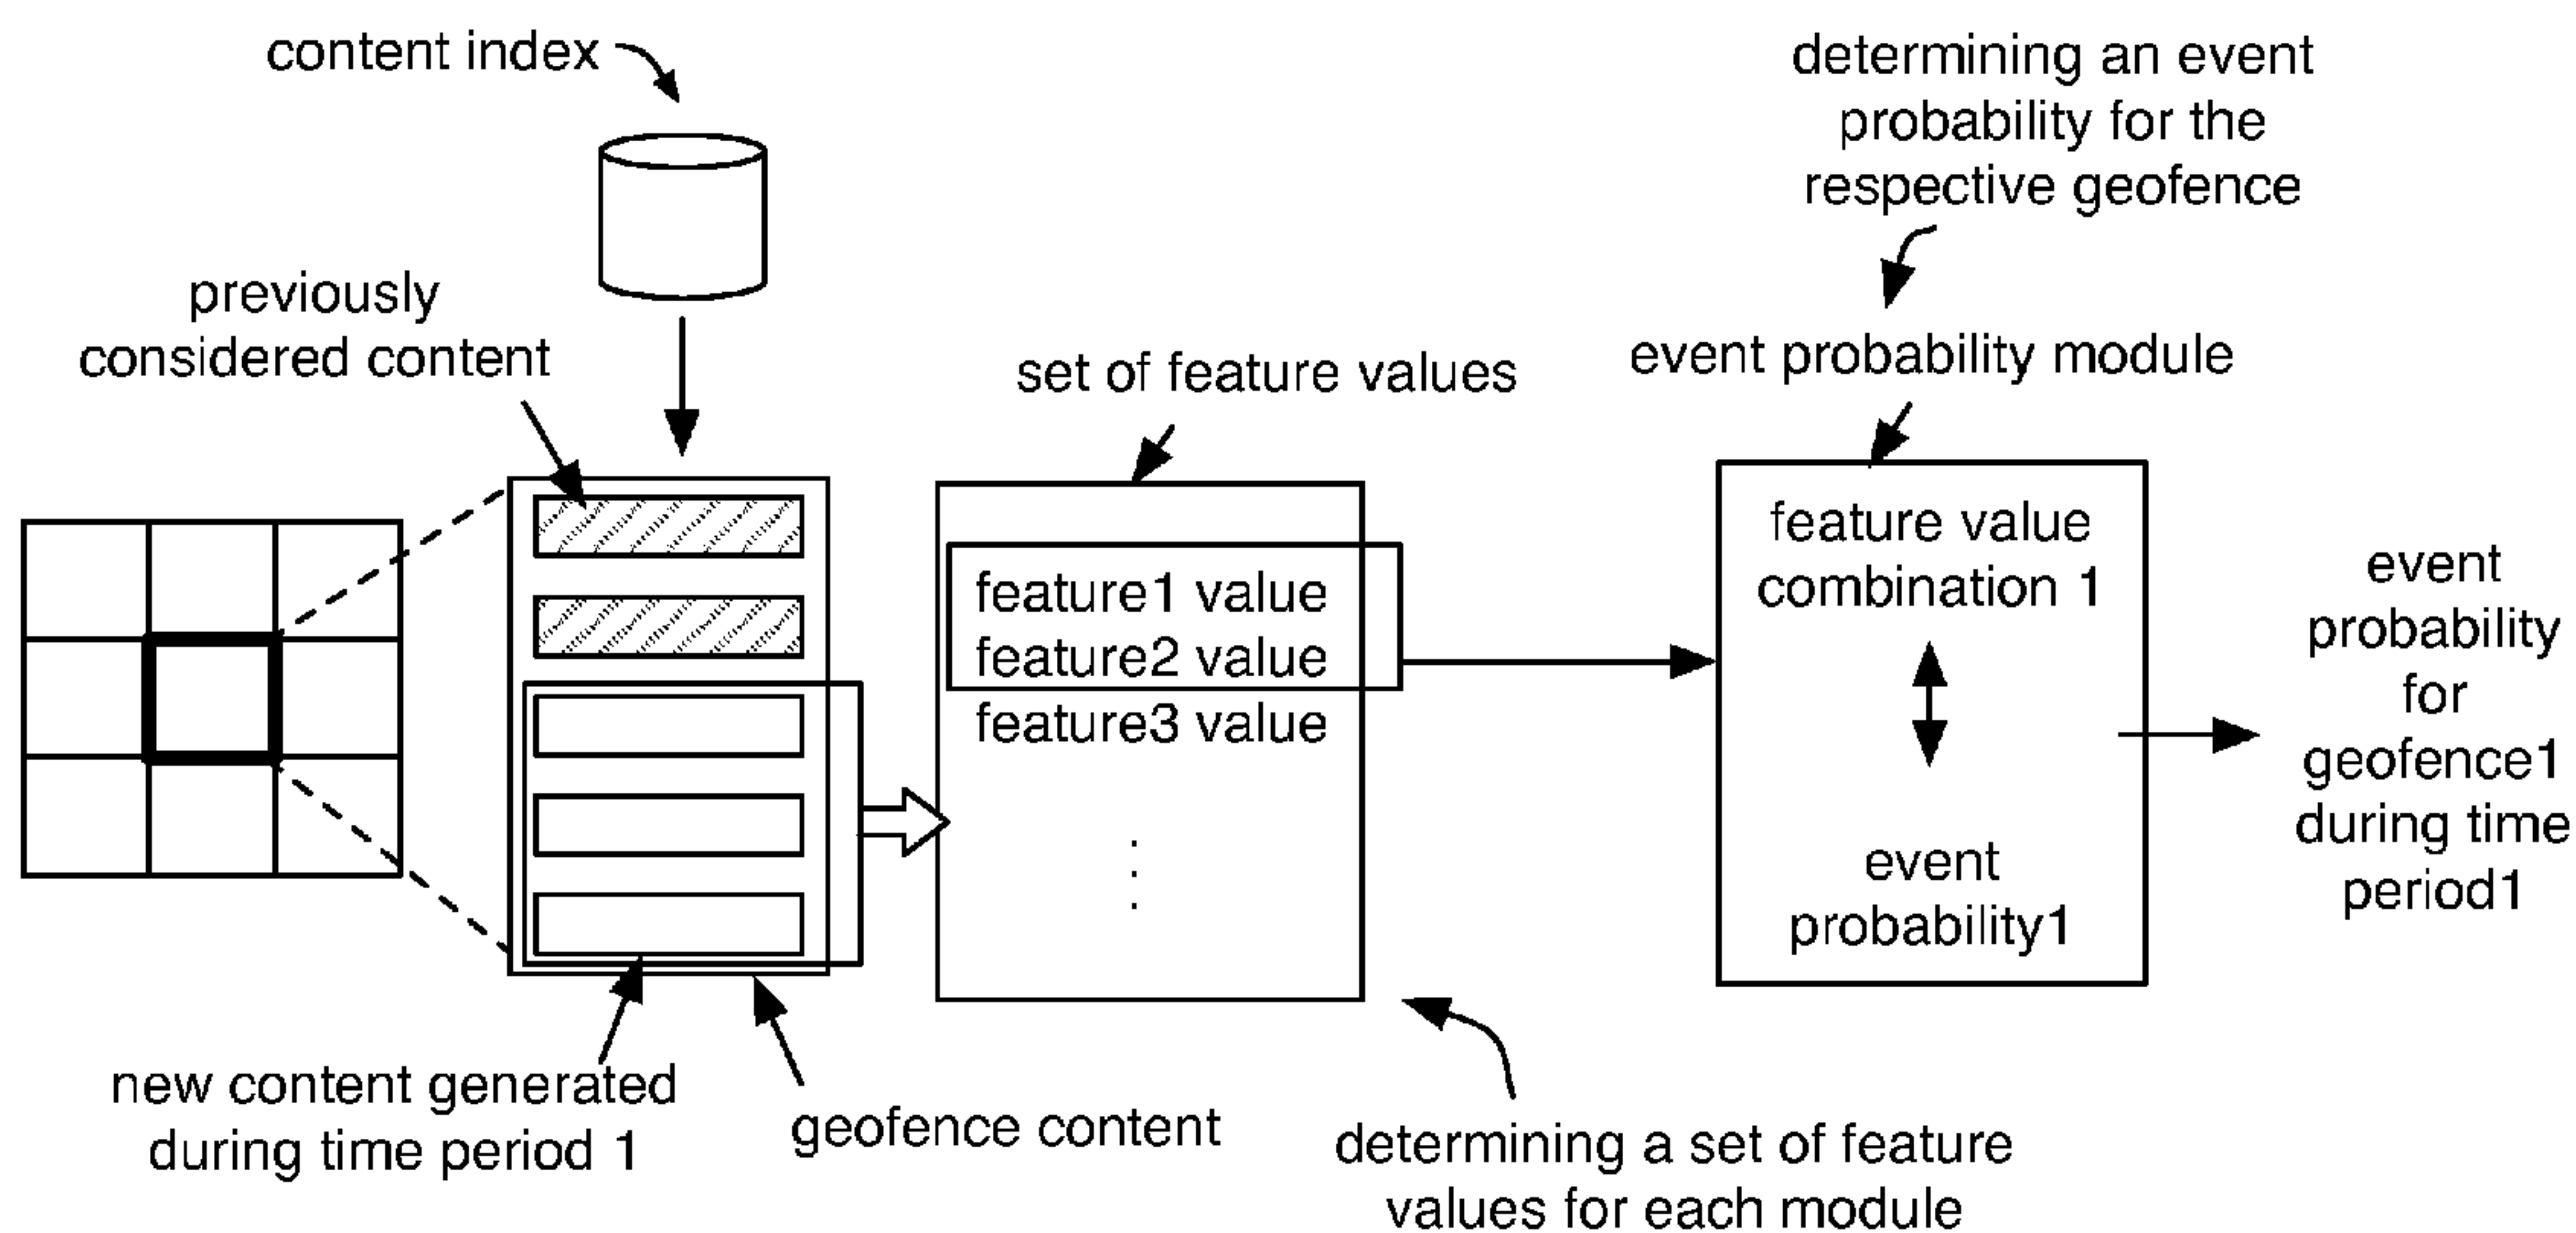 content index
determining an event
probability for the
respective geofence
previously
considered content
set of feature values
event probability module
feature1 value
feature2 value
feature3 value
feature value
combination 1
event
probability1
event
probability
for
geofence1
during time
period1
new content generated
during time period 1
geofence content
determining a set of feature
values for each module